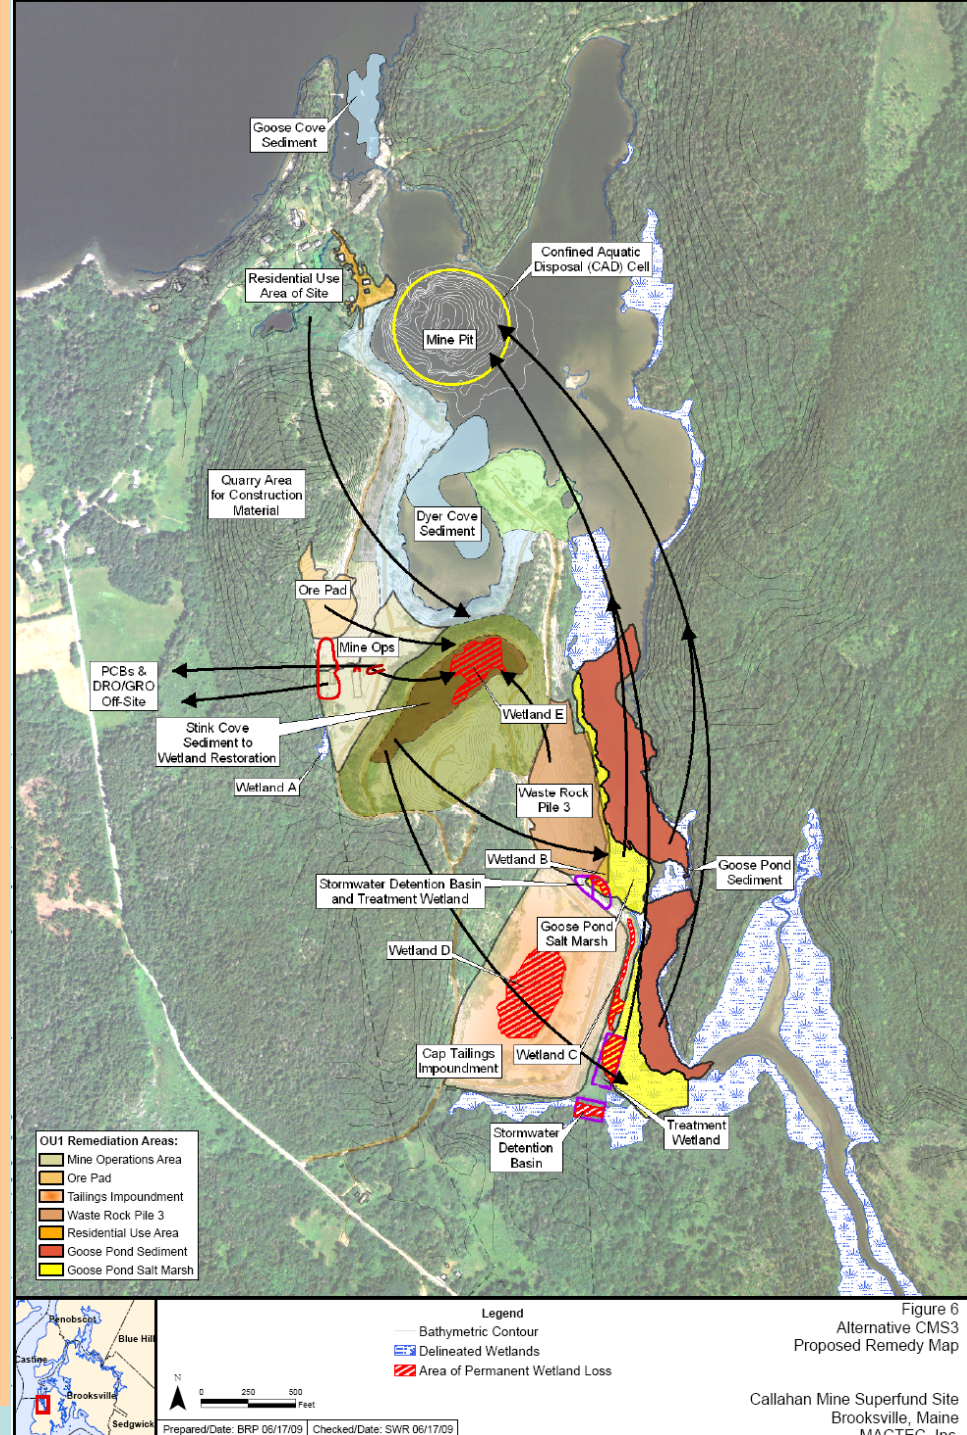 Goose Cove
Sediment
Confined Aquatic
Disposal (CAD) Cell
Residential Use
Area of Site
Mine Pit
Quarry Area
for Construction
Material
Dyer Cove
Sediment
Ore Pad
Mine Ops
PCBs &
DRO/GRO
Off-Site
Stink Cove
Sediment to
Wetland Restoration
Wetland E
Wetland A
Waste Rock
Pile 3
Wetland B
Goose Pond
Sediment
Stormwater Detention Basin
and Treatment Wetland
Goose Pond
Salt Marsh
Wetland D
Cap Tailings
Impoundment
Wetland C
Stormwater
Detention
Basin
Treatment
Wetland
OU1 Remediation Areas:
Mine Operations Area
Ore Pad
Tailings Impoundment
Waste Rock Pile 3
Residential Use Area
Goose Pond Sediment
Goose Pond Salt Marsh
Penobscot
Blue Hill
Castine
Brooksville
Sedgwick
N
0 250 500
Feet
Prepared/Date: BRP 06/17/09 Checked/Date: SWR 06/17/09
Legend
Bathymetric Contour
Delineated Wetlands
Area of Permanent Wetland Loss
Figure 6
Alternative CMS3
Proposed Remedy Map
Callahan Mine Superfund Site
Brooksville, Maine
MACTEC, Inc.